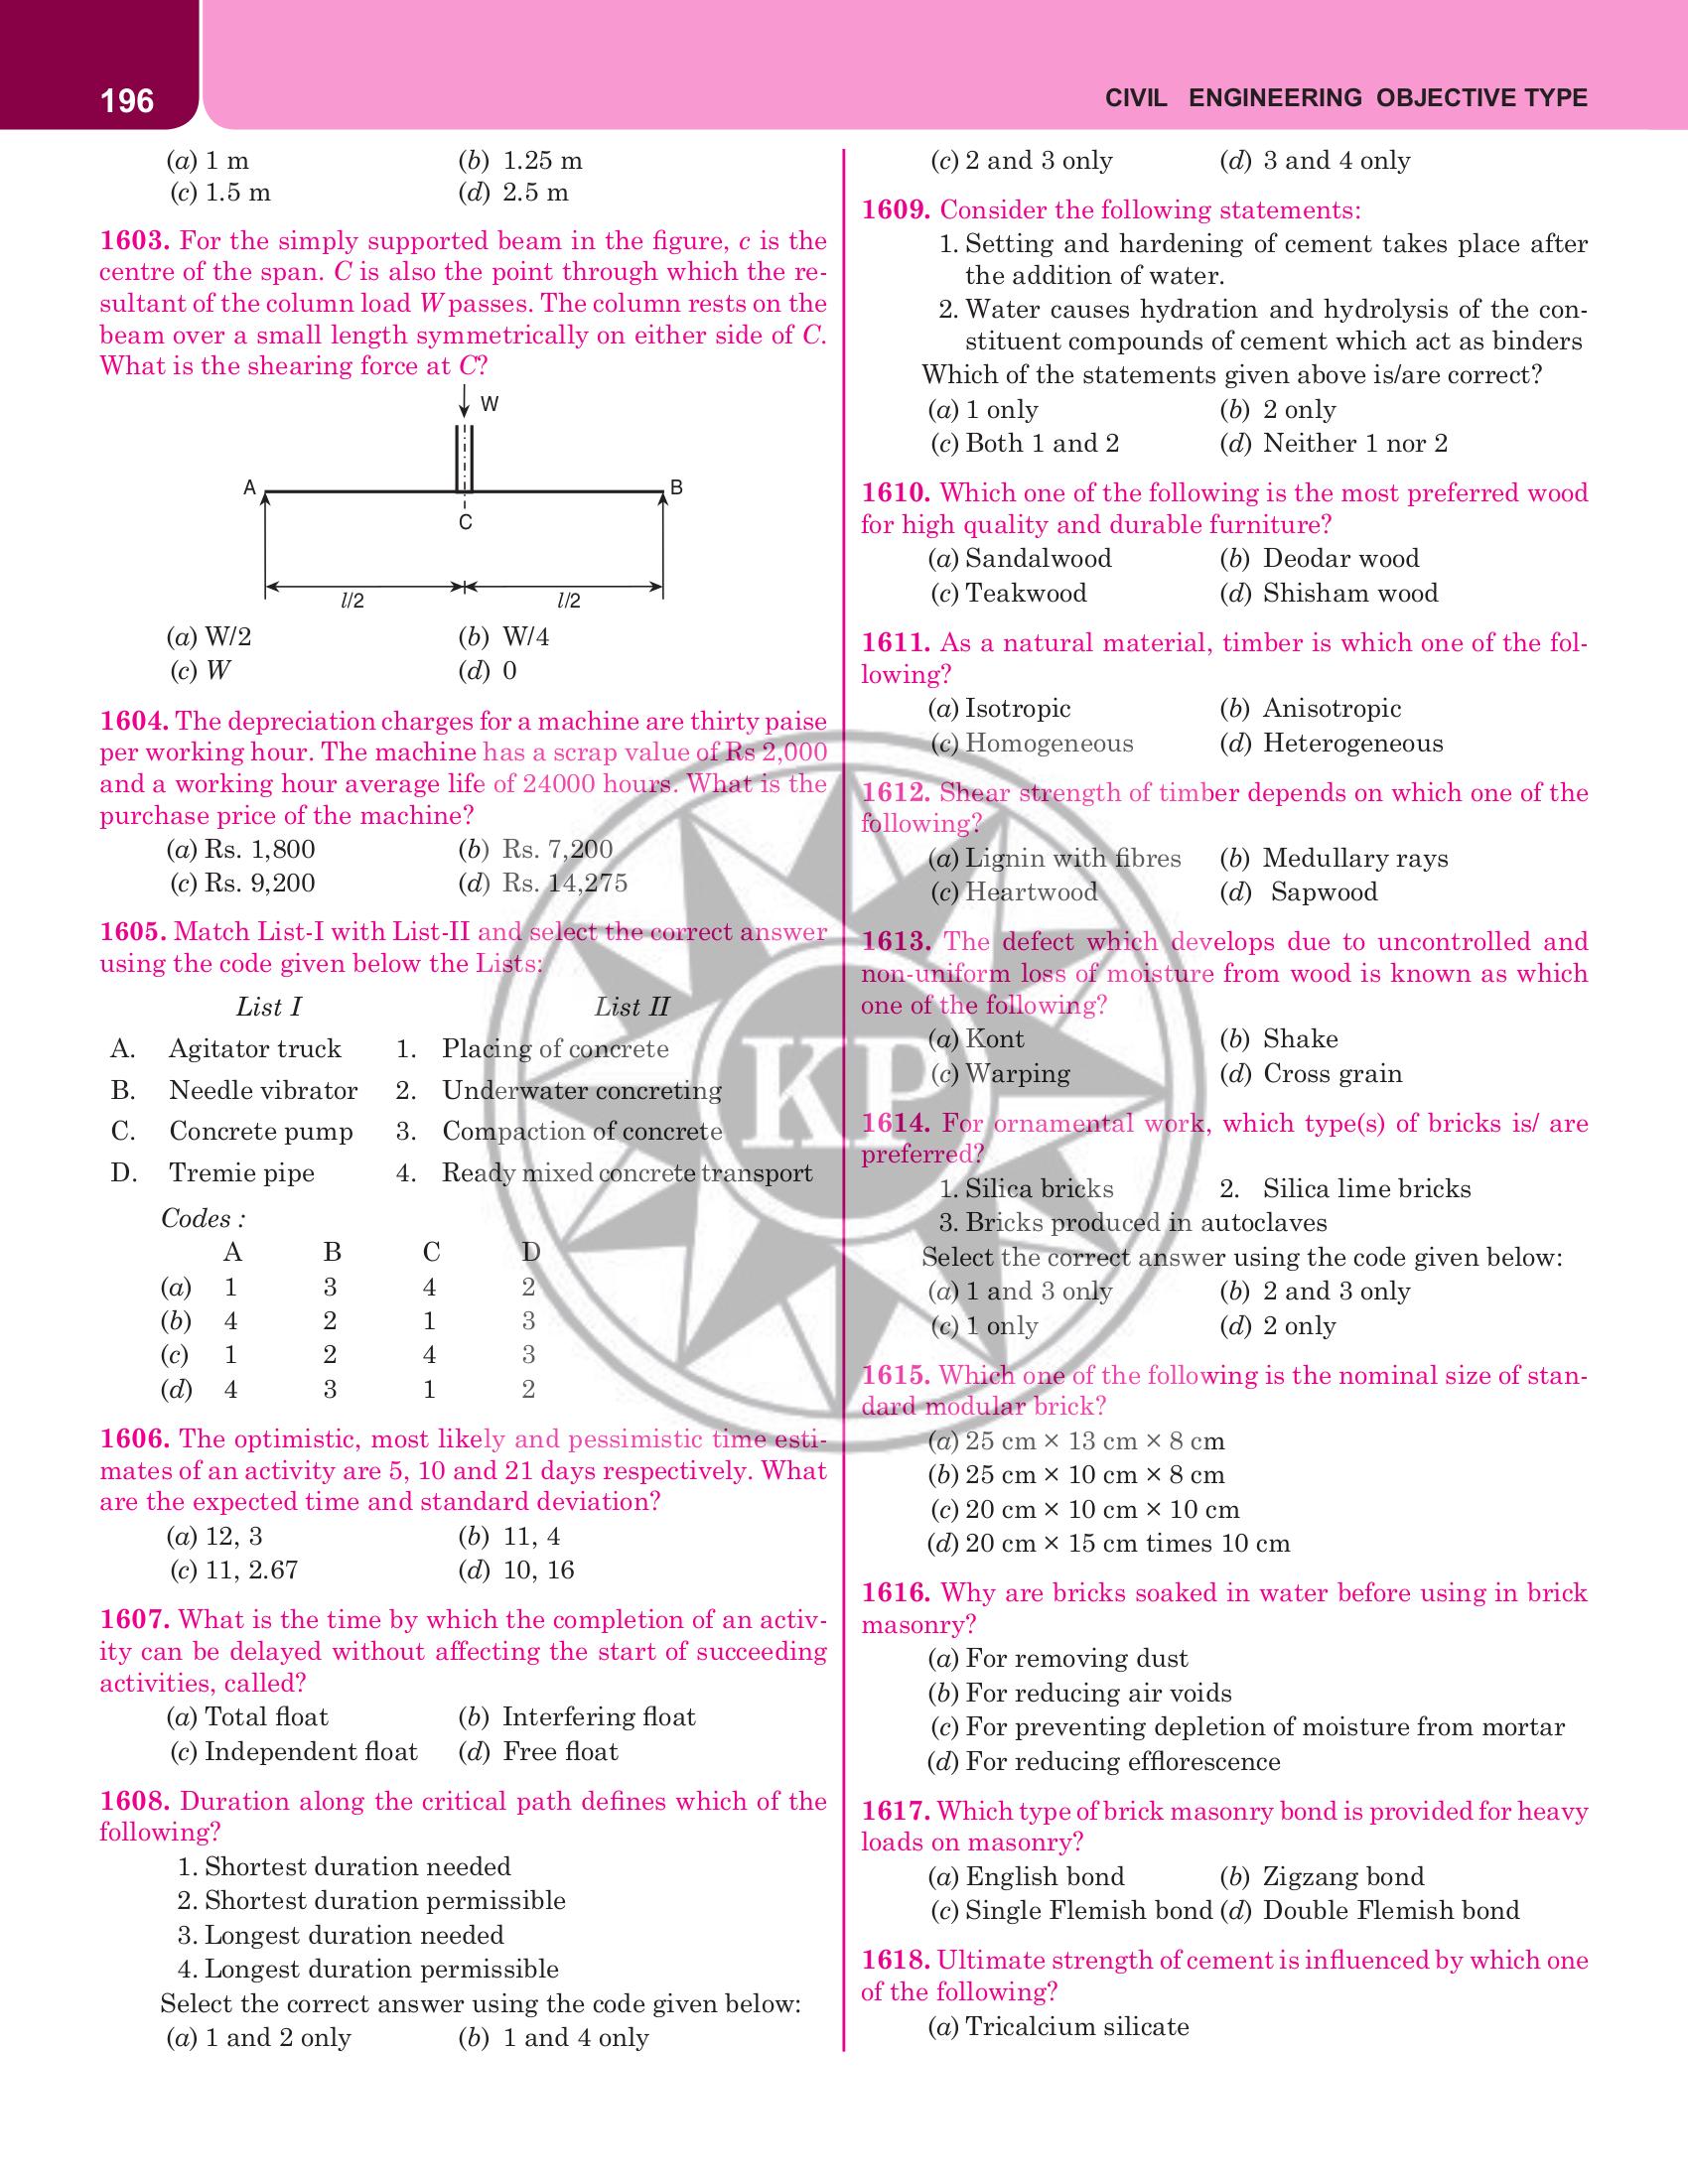 196
CIVIL ENGINEERING OBJECTIVE TYPE
(a) 1 m (b) 1.25 m
(c) 1.5 m (d) 2.5 m
1603. For the simply supported beam in the figure, c is the
centre of the span. C is also the point through which the re-
sultant of the column load W passes. The column rests on the
beam over a small length symmetrically on either side of C.
What is the shearing force at C?
W
A B
C
l/2 l/2
(a) W/2 (b) W/4
(c) W (d) 0
1604. The depreciation charges for a machine are thirty paise
per working hour. The machine has a scrap value of Rs 2,000
and a working hour average life of 24000 hours. What is the
purchase price of the machine?
(a) Rs. 1,800 (b) Rs. 7,200
(c) Rs. 9,200 (d) Rs. 14,275
1605. Match List-I with List-II and select the correct answer
using the code given below the Lists:
List I List II
A. Agitator truck 1. Placing of concrete
B. Needle vibrator 2. Underwater concreting
C. Concrete pump 3. Compaction of concrete
D. Tremie pipe 4. Ready mixed concrete transport
Codes :
A B C D
(a) 1 3 4 2
(b) 4 2 1 3
(c) 1 2 4 3
(d) 4 3 1 2
1606. The optimistic, most likely and pessimistic time esti-
mates of an activity are 5, 10 and 21 days respectively. What
are the expected time and standard deviation?
(a) 12, 3 (b) 11, 4
(c) 11, 2.67 (d) 10, 16
1607. What is the time by which the completion of an activ-
ity can be delayed without affecting the start of succeeding
activities, called?
(a) Total float (b) Interfering float
(c) Independent float (d) Free float
1608. Duration along the critical path defines which of the
following?
1. Shortest duration needed
2. Shortest duration permissible
3. Longest duration needed
4. Longest duration permissible
Select the correct answer using the code given below:
(a) 1 and 2 only (b) 1 and 4 only
(c) 2 and 3 only (d) 3 and 4 only
1609. Consider the following statements:
1. Setting and hardening of cement takes place after
the addition of water.
2. Water causes hydration and hydrolysis of the con-
stituent compounds of cement which act as binders
Which of the statements given above is/are correct?
(a) 1 only (b) 2 only
(c) Both 1 and 2 (d) Neither 1 nor 2
1610. Which one of the following is the most preferred wood
for high quality and durable furniture?
(a) Sandalwood (b) Deodar wood
(c) Teakwood (d) Shisham wood
1611. As a natural material, timber is which one of the fol-
lowing?
(a) Isotropic (b) Anisotropic
(c) Homogeneous (d) Heterogeneous
1612. Shear strength of timber depends on which one of the
following?
(a) Lignin with fibres (b) Medullary rays
(c) Heartwood (d) Sapwood
1613. The defect which develops due to uncontrolled and
non-uniform loss of moisture from wood is known as which
one of the following?
(a) Kont (b) Shake
(c) Warping (d) Cross grain
1614. For ornamental work, which type(s) of bricks is/ are
preferred?
1. Silica bricks 2. Silica lime bricks
3. Bricks produced in autoclaves
Select the correct answer using the code given below:
(a) 1 and 3 only (b) 2 and 3 only
(c) 1 only (d) 2 only
1615. Which one of the following is the nominal size of stan-
dard modular brick?
(a) 25 cm × 13 cm × 8 cm
(b) 25 cm × 10 cm × 8 cm
(c) 20 cm × 10 cm × 10 cm
(d) 20 cm × 15 cm times 10 cm
1616. Why are bricks soaked in water before using in brick
masonry?
(a) For removing dust
(b) For reducing air voids
(c) For preventing depletion of moisture from mortar
(d) For reducing efflorescence
1617. Which type of brick masonry bond is provided for heavy
loads on masonry?
(a) English bond (b) Zigzang bond
(c) Single Flemish bond (d) Double Flemish bond
1618. Ultimate strength of cement is influenced by which one
of the following?
(a) Tricalcium silicate
KP